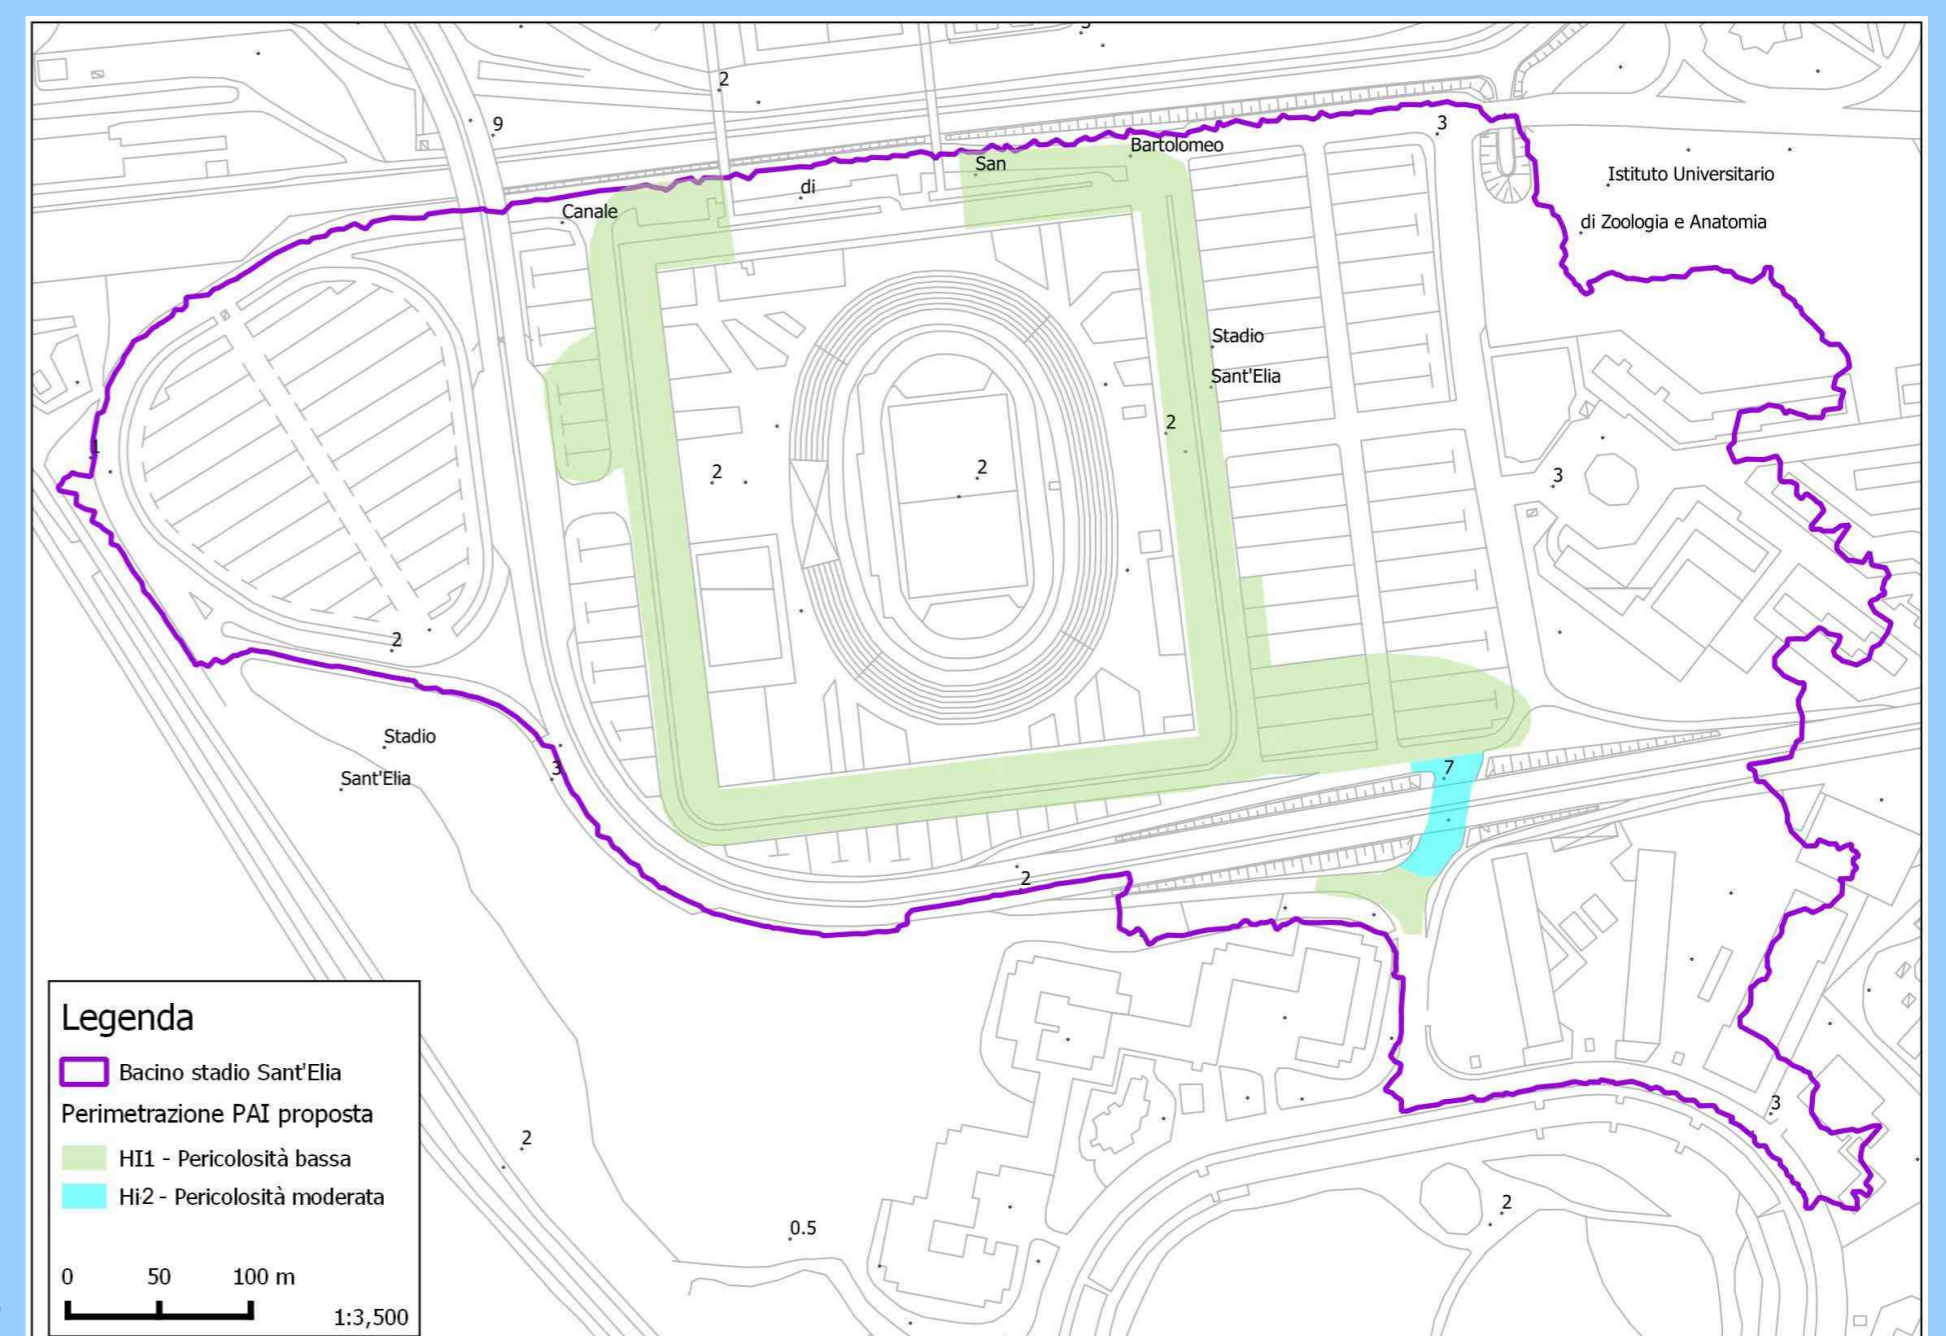 2
9
3
Bartolomeo
San
Istituto Universitario
di
Canale
di Zoologia e Anatomia
Stadio
Sant'Elia
2
1
2
2
3
2
Stadio
Sant'Elia
3
7
2
Legenda
Bacino stadio Sant'Elia
Perimetrazione PAI proposta
HI1 - Pericolosità bassa
Hi2 - Pericolosità moderata
0 50 100 m
1:3,500
2
0.5
3
2